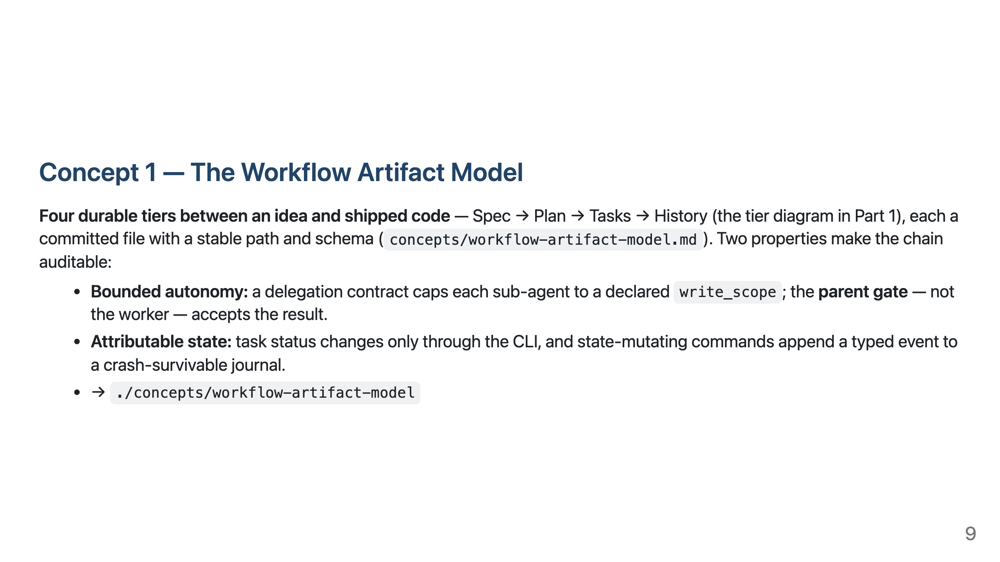 Concept 1 — The Workflow Artifact Model
Four durable tiers between an idea and shipped code — Spec → Plan → Tasks → History (the tier diagram in Part 1), each a
committed file with a stable path and schema ( concepts/workflow-artifact-model.md ). Two properties make the chain
auditable:
• Bounded autonomy: a delegation contract caps each sub-agent to a declared write_scope ; the parent gate — not
the worker — accepts the result.
• Attributable state: task status changes only through the CLI, and state-mutating commands append a typed event to
a crash-survivable journal.
• → ./concepts/workflow-artifact-model
9